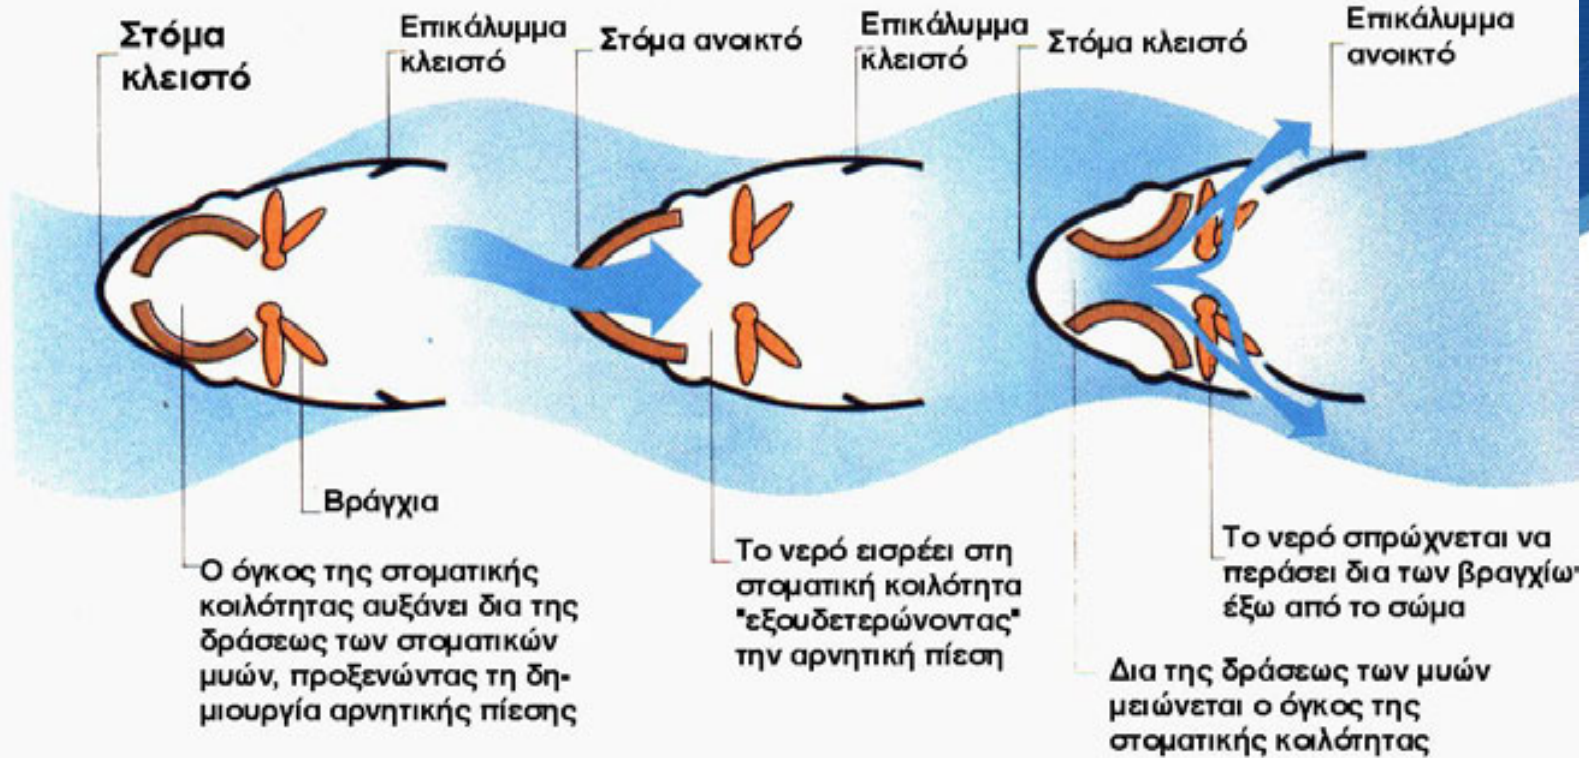 Στόμα
κλειστό
Επικάλυμμα
κλειστό
Στόμα ανοικτό
Επικάλυμμα
κλειστό
Στόμα κλειστό
Επικάλυμμα
ανοικτό
Βράγχια
Ο όγκος της στοματικής
κοιλότητας αυξάνει δια της
δράσεως των στοματικών
μυών, προξενώντας τη δη-
μιουργία αρνητικής πίεσης
Το νερό εισρέει στη
στοματική κοιλότητα
"εξουδετερώνοντας"
την αρνητική πίεση
Το νερό σπρώχνεται να
περάσει δια των
έξω από το σώμα
Δια της δράσεως των μυών
μειώνεται ο όγκος της
στοματικής κοιλότητας